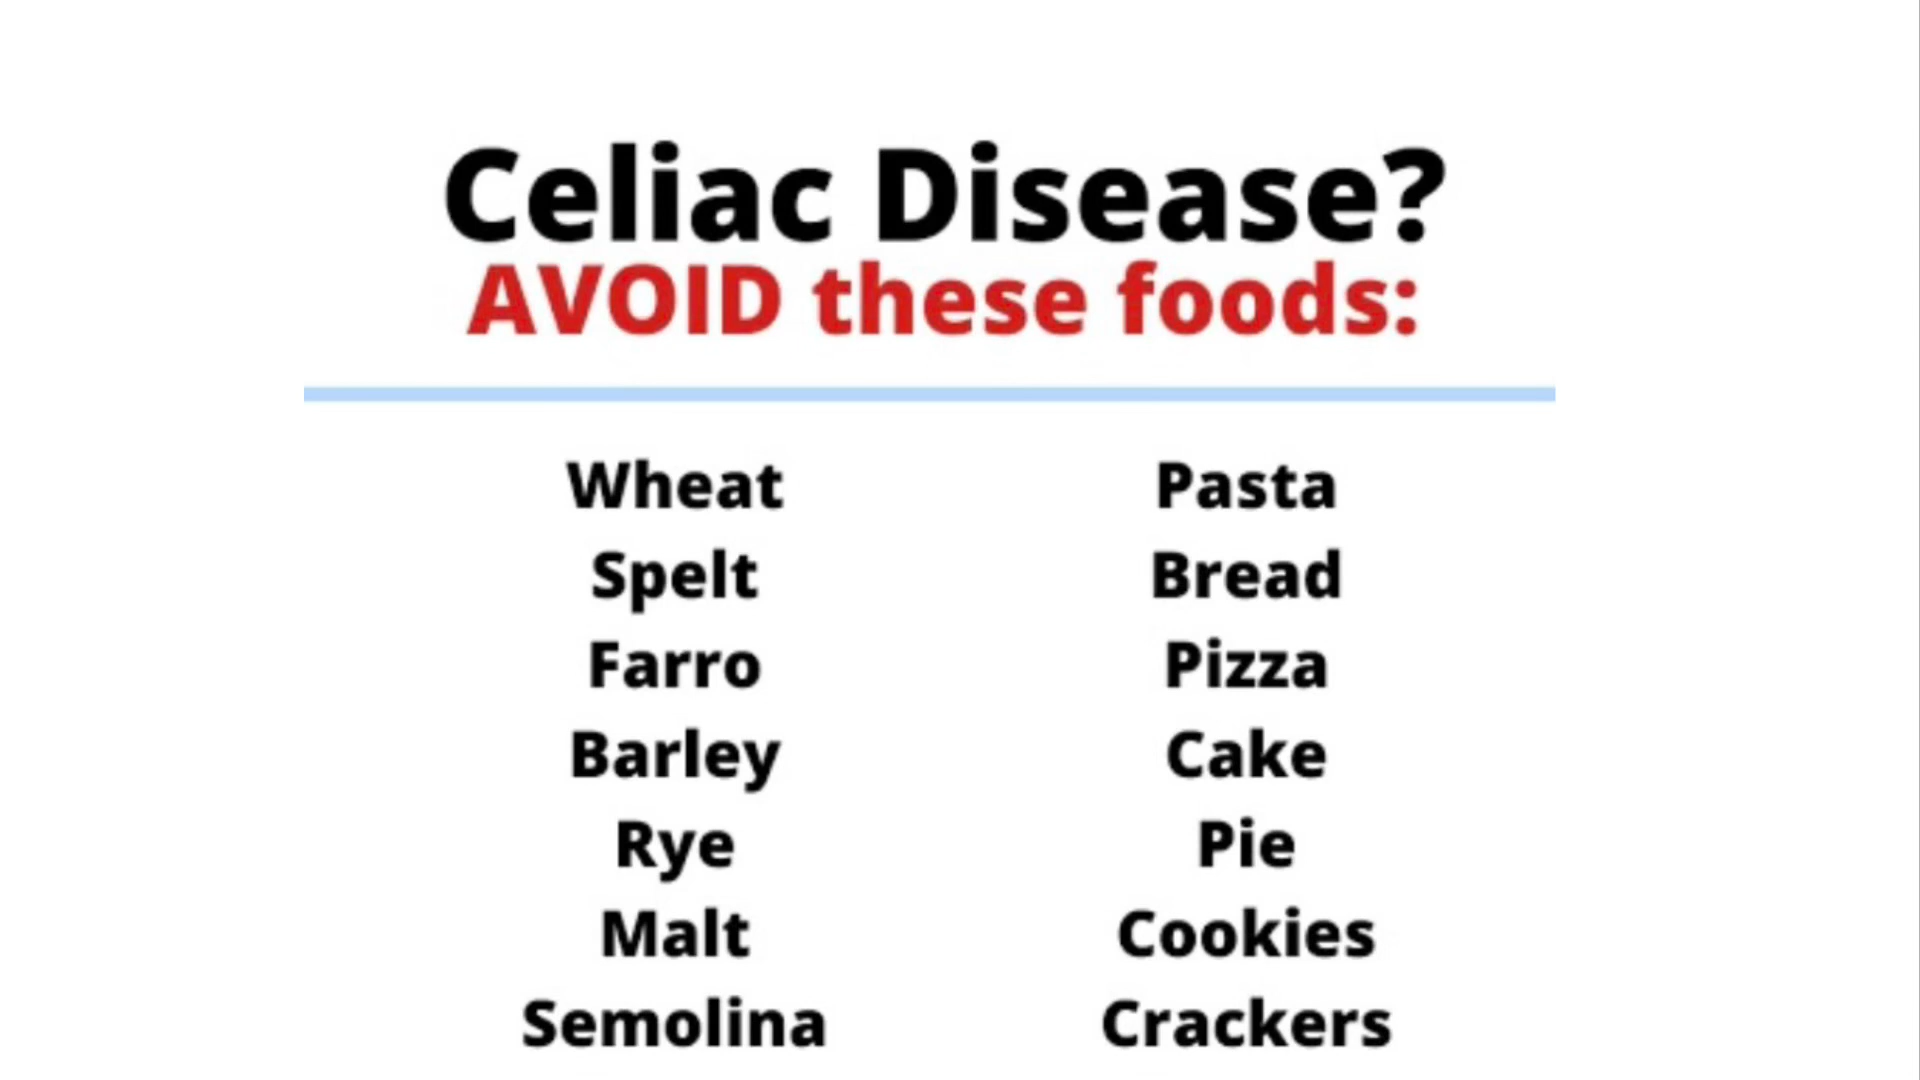 Celiac Disease?
AVOID these foods:
Wheat
Spelt
Farro
Barley
Rye
Malt
Semolina
Pasta
Bread
Pizza
Cake
Pie
Cookies
Crackers